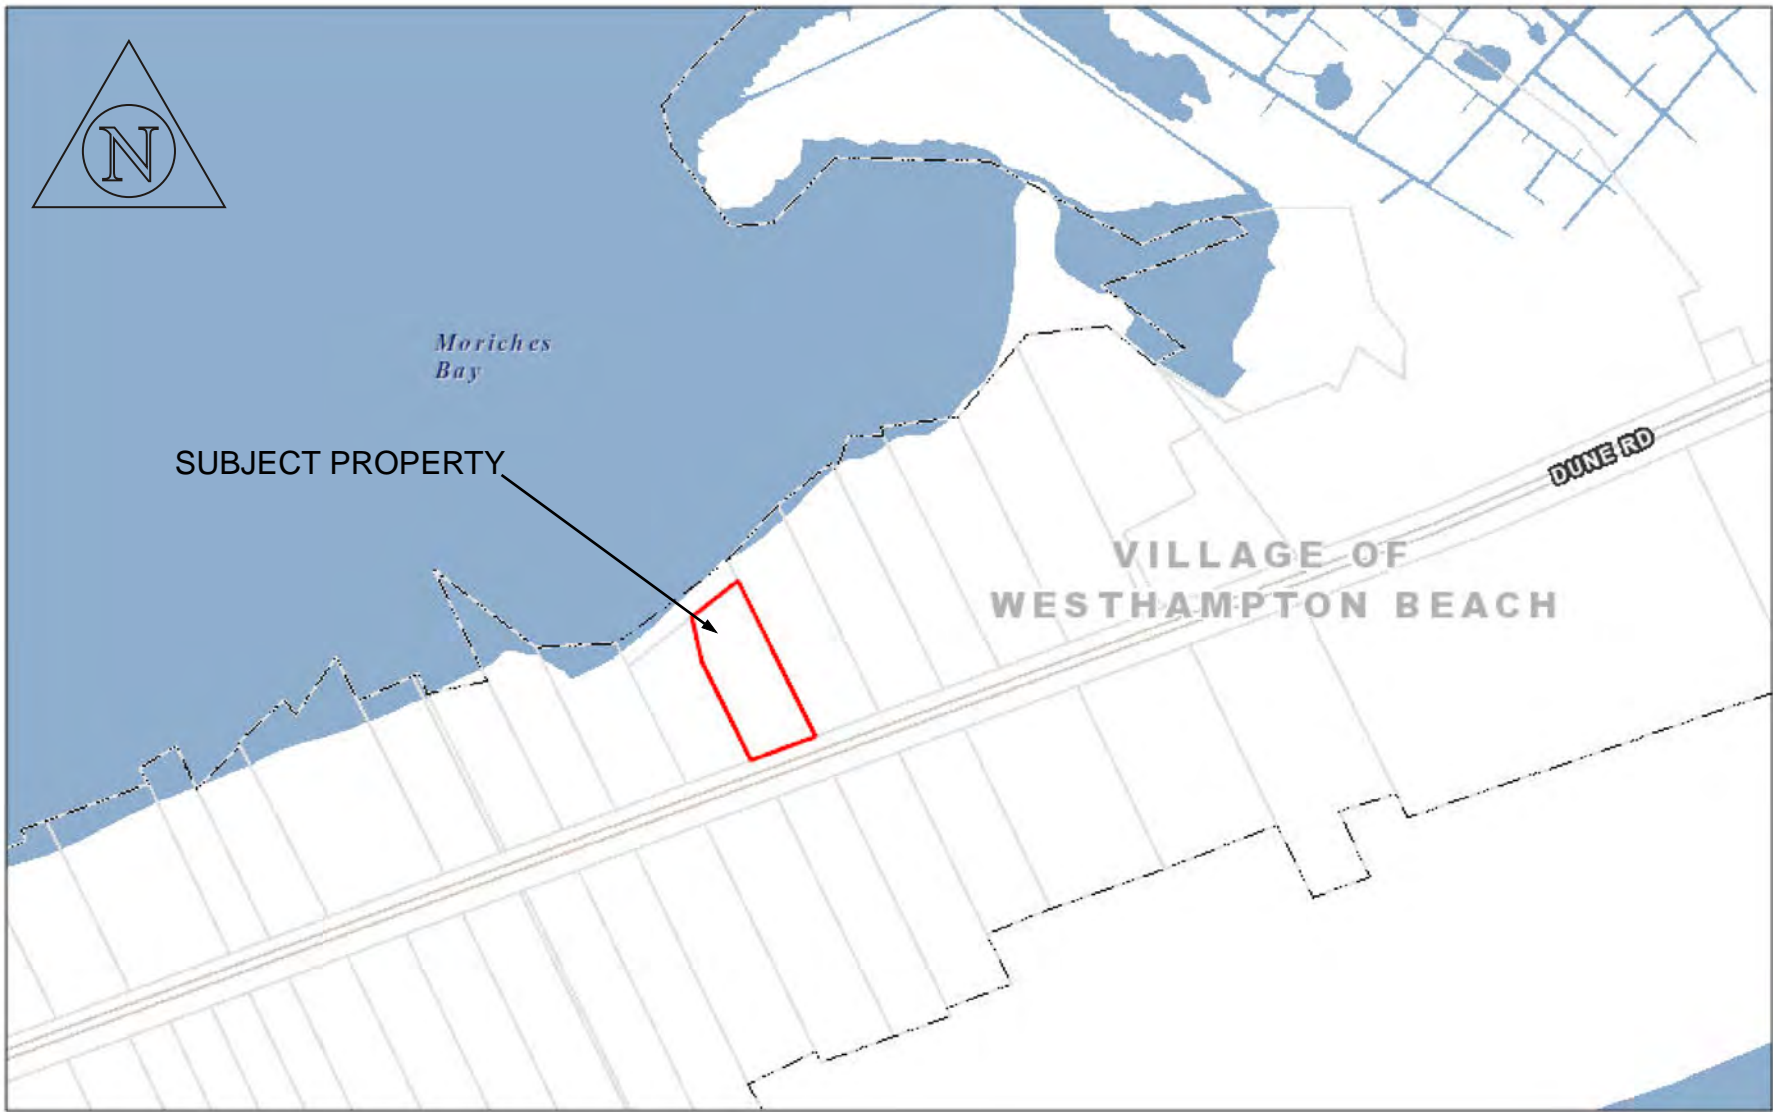 N
Moriches
Bay
SUBJECT PROPERTY
DUNE RD
VILLAGE OF
WESTHAMPTON BEACH